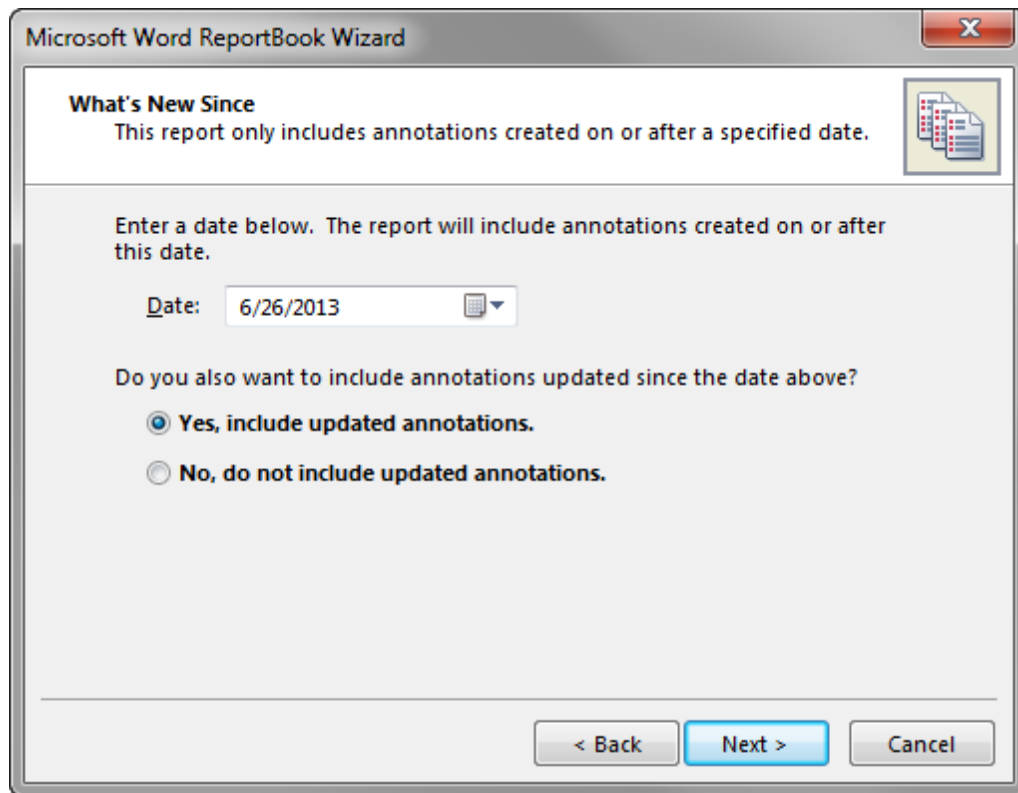 Microsoft Word ReportBook Wizard
What's New Since
This report only includes annotations created on or after a specified date.
Enter a date below.  The report will include annotations created on or after
this date.
Date: 6/26/2013
Do you also want to include annotations updated since the date above?
Yes, include updated annotations.
No, do not include updated annotations.
< Back Next > Cancel